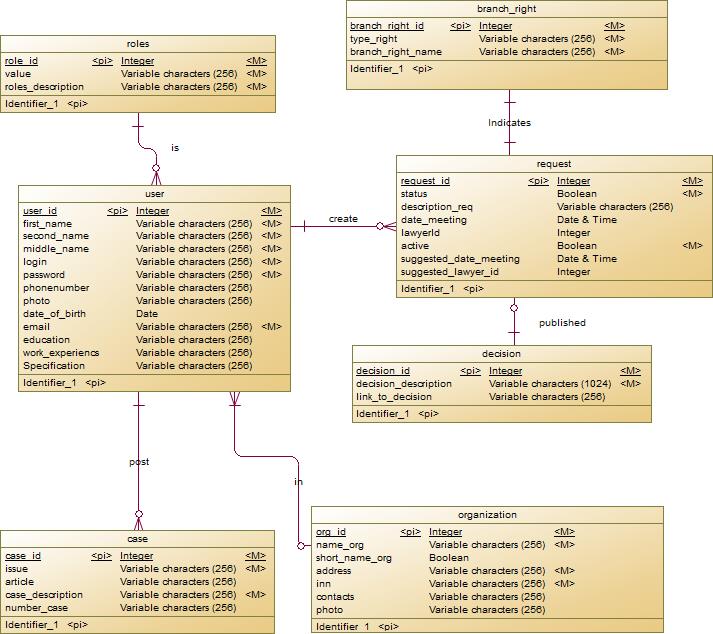 branch_right
branch_right_id <pi> Integer <M>
type_right Variable characters (256) <M>
branch_right_name Variable characters (256) <M>
Identifier_1 <pi>
roles
role_id <pi> Integer <M>
value Variable characters (256) <M>
roles_description Variable characters (256) <M>
Identifier_1 <pi>
Indicates
is
request
request_id <pi> Integer <M>
status Boolean <M>
description_req Variable characters (256)
date_meeting Date & Time
lawyerId Integer
active Boolean <M>
suggested_date_meeting Date & Time
suggested_lawyer_id Integer
Identifier_1 <pi>
user
user_id <pi> Integer <M>
first_name Variable characters (256) <M>
second_name Variable characters (256) <M>
middle_name Variable characters (256) <M>
login Variable characters (256) <M>
password Variable characters (256) <M>
phonenumber Variable characters (256)
photo Variable characters (256)
date_of_birth Date
email Variable characters (256) <M>
education Variable characters (256)
work_experiencs Variable characters (256)
Specification Variable characters (256)
Identifier_1 <pi>
create
published
decision
decision_id <pi> Integer <M>
decision_description Variable characters (1024) <M>
link_to_decision Variable characters (256)
Identifier_1 <pi>
post
in
organization
org_id <pi> Integer <M>
name_org Variable characters (256) <M>
short_name_org Boolean
address Variable characters (256) <M>
inn Variable characters (256) <M>
contacts Variable characters (256)
photo Variable characters (256)
Identifier_1 <pi>
case
case_id <pi> Integer <M>
issue Variable characters (256) <M>
article Variable characters (256)
case_description Variable characters (256) <M>
number_case Variable characters (256)
Identifier_1 <pi>